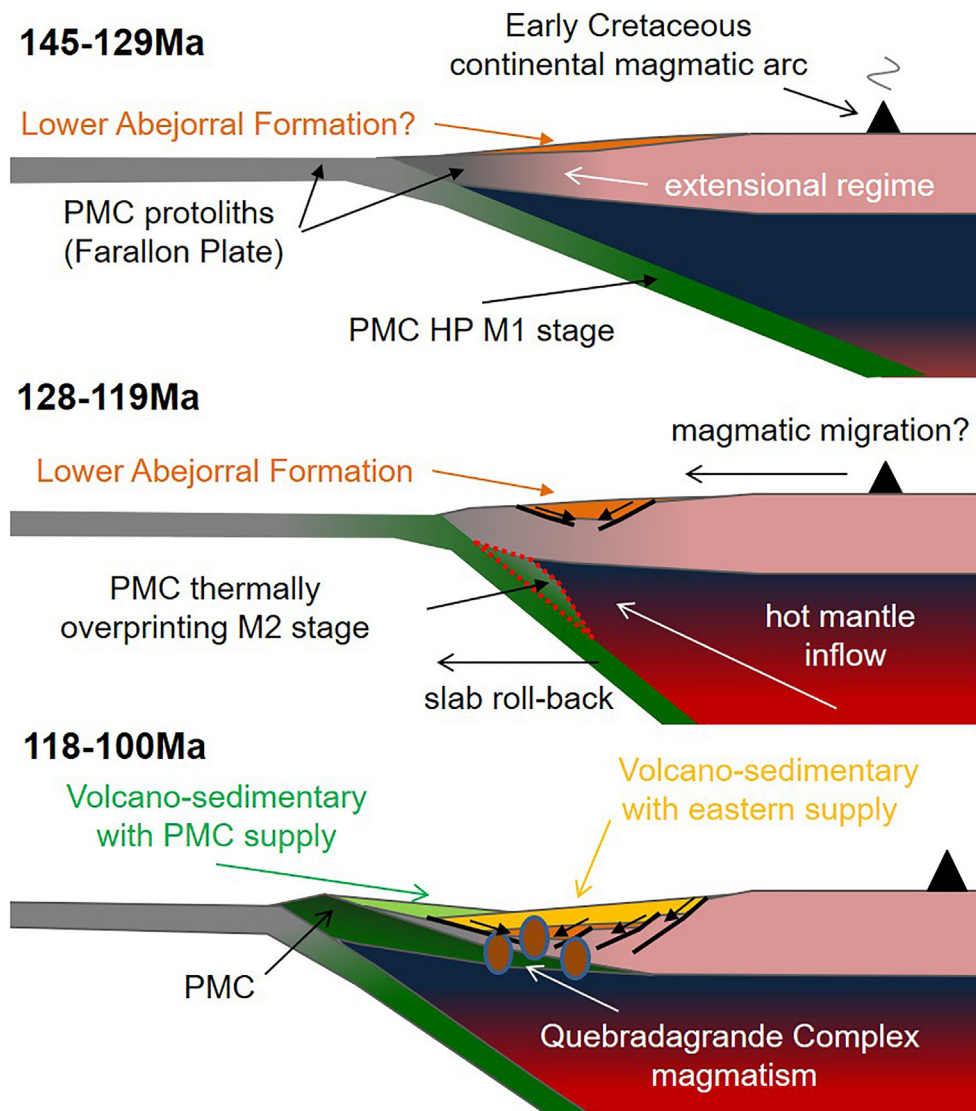 145-129Ma
Early Cretaceous
continental magmatic arc
Lower Abejorral Formation?
extensional regime
PMC protoliths
(Farallon Plate)
PMC HP M1 stage
128-119Ma
magmatic migration?
Lower Abejorral Formation
PMC thermally
overprinting M2 stage
hot mantle
inflow
slab roll-back
118-100Ma
Volcano-sedimentary
with PMC supply
Volcano-sedimentary
with eastern supply
PMC
Quebradagrande Complex
magmatism